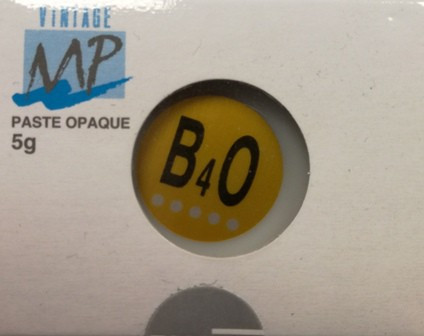 VINTAGE
MP
PASTE OPAQUE
5g
B4O